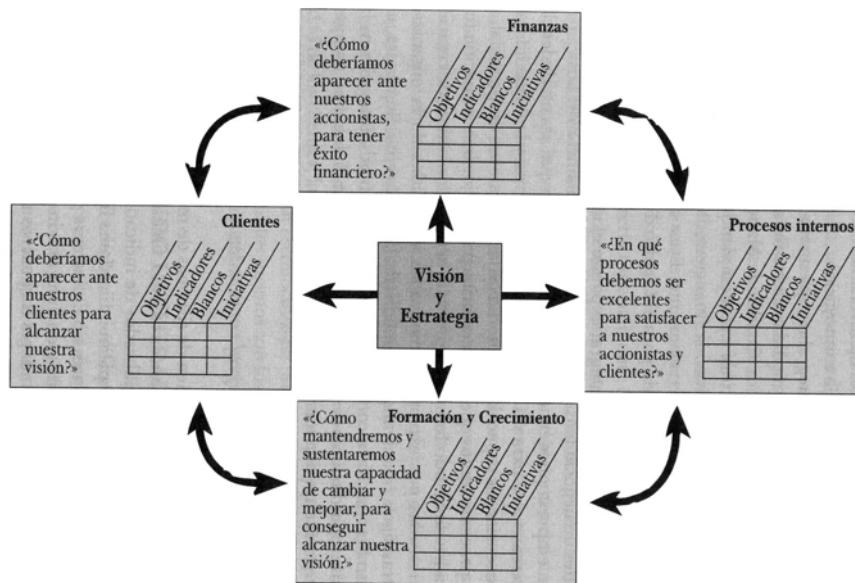 Finanzas
«¿Cómo
deberíamos
aparecer ante
nuestros
accionistas,
para tener
éxito
financiero?»
Objetivos
Indicadores
Blancos
Iniciativas
Clientes
«¿Cómo
deberíamos
aparecer ante
nuestros
clientes para
alcanzar
nuestra
visión?»
Objetivos
Indicadores
Blancos
Iniciativas
Visión
y
Estrategia
Procesos internos
«¿En qué
procesos
debemos ser
excelentes
para satisfacer
a nuestros
accionistas y
clientes?»
Objetivos
Indicadores
Blancos
Iniciativas
Formación y Crecimiento
«¿Cómo
mantendremos y
sustentaremos
nuestra capacidad
de cambiar y
mejorar, para
conseguir
alcanzar nuestra
visión?»
Objetivos
Indicadores
Blancos
Iniciativas